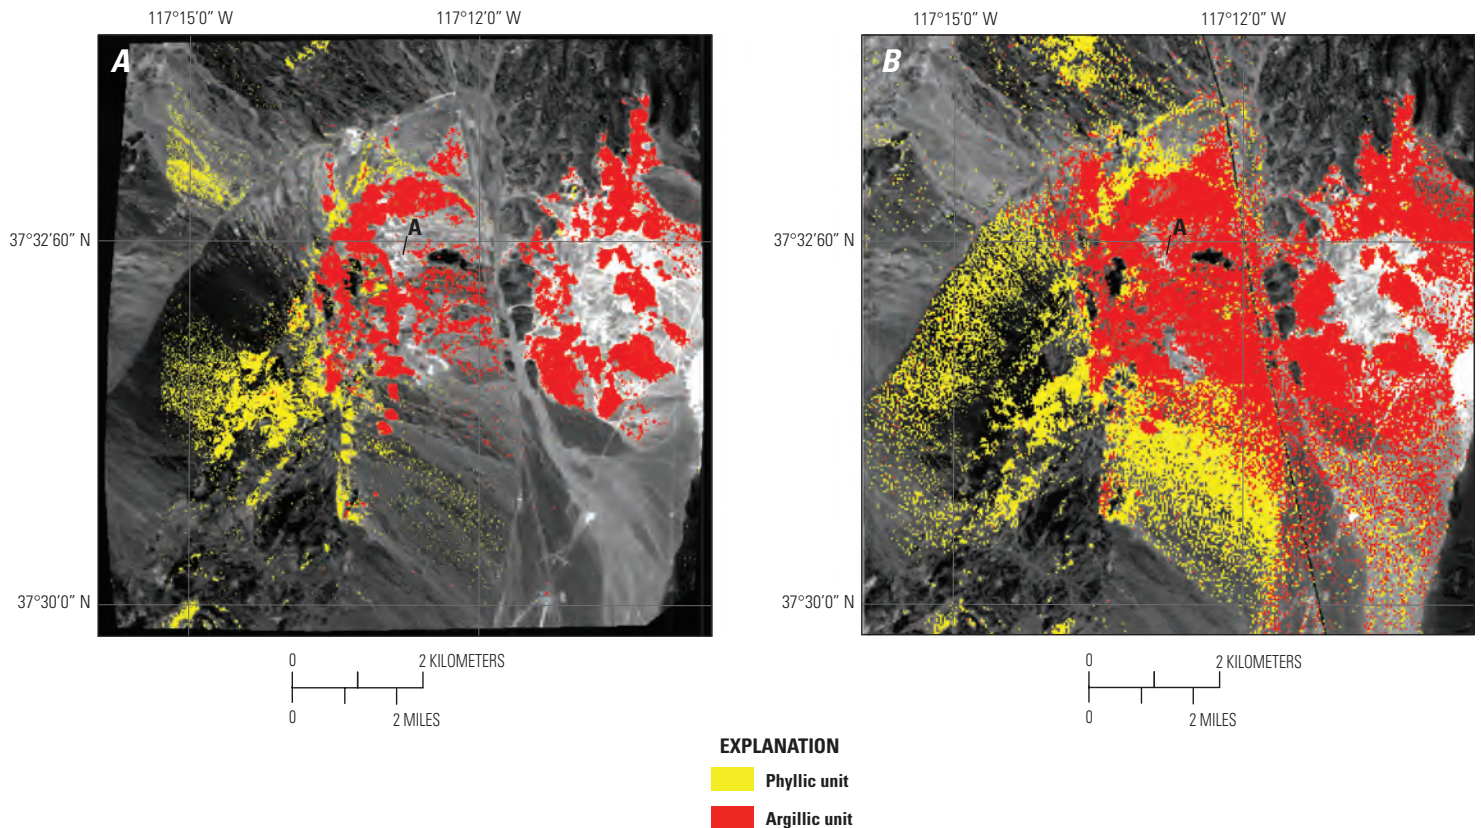 117°15'0" W
117°12'0" W
117°15'0" W
117°12'0" W
A
B
37°32'60" N
A
37°32'60" N
A
37°30'0" N
37°30'0" N
0
2 KILOMETERS
0
2 MILES
0
2 KILOMETERS
0
2 MILES
EXPLANATION
Phyllic unit
Argillic unit